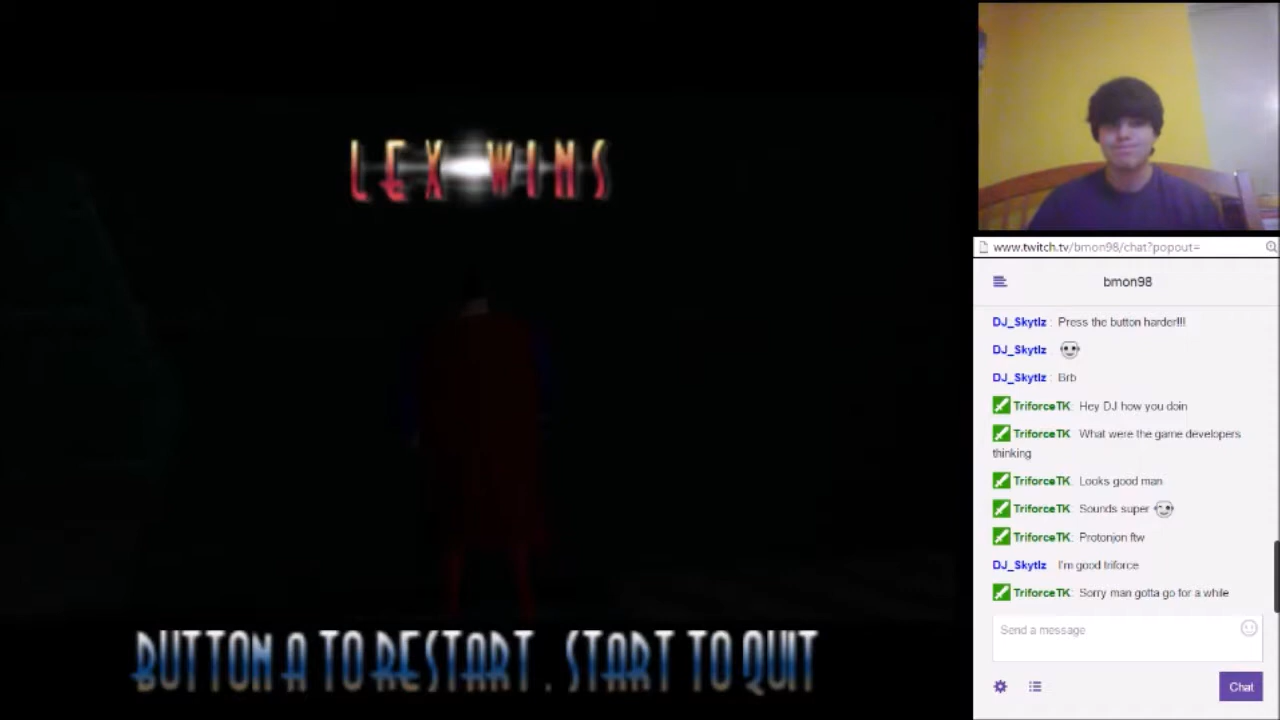 LEX WINS
BUTTON A TO RESTART . START TO QUIT
www.twitch.tv/bmon98/chat?popout=
bmon98
DJ_Skytlz : Press the button harder!!!
DJ_Skytlz :
DJ_Skytlz : Brb
TriforceTK: Hey DJ how you doin
TriforceTK: What were the game developers
thinking
TriforceTK: Looks good man
TriforceTK: Sounds super
TriforceTK: Protonjon ftw
DJ_Skytlz : I'm good triforce
TriforceTK: Sorry man gotta go for a while
Send a message
Chat